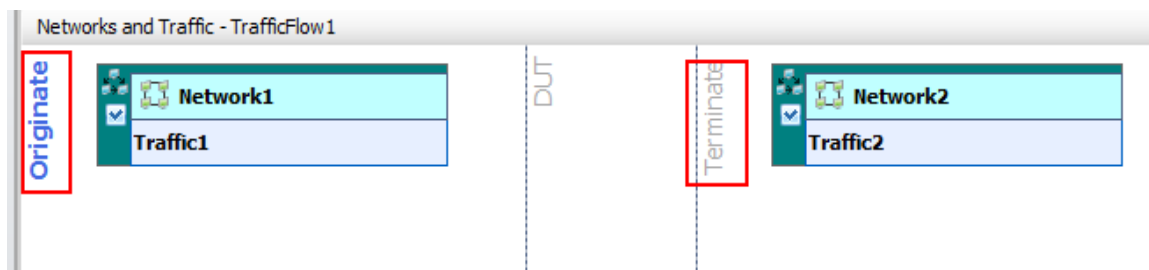 Networks and Traffic - TrafficFlow1
Originate
Network1
Traffic1
DUT
Terminate
Network2
Traffic2